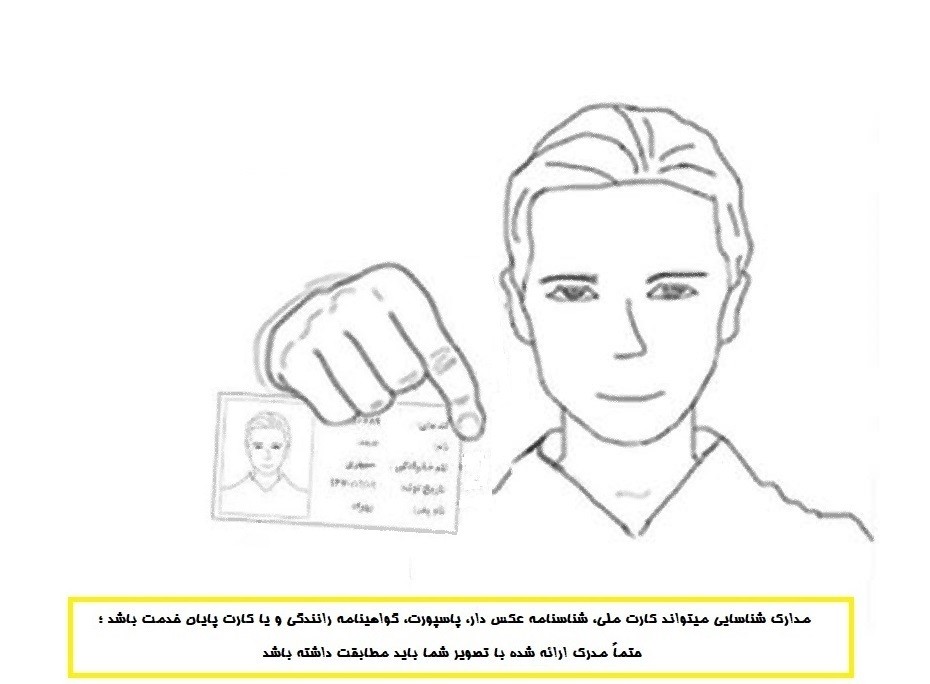 کد ملی:
نام:
نام خانوادگی:
تاریخ تولد:
نام پدر:
مدارک شناسایی میتواند کارت ملی، شناسنامه عکس دار، پاسپورت، گواهینامه رانندگی و یا کارت پایان خدمت باشد ؛
حتماً مدرک ارائه شده با تصویر شما باید مطابقت داشته باشد